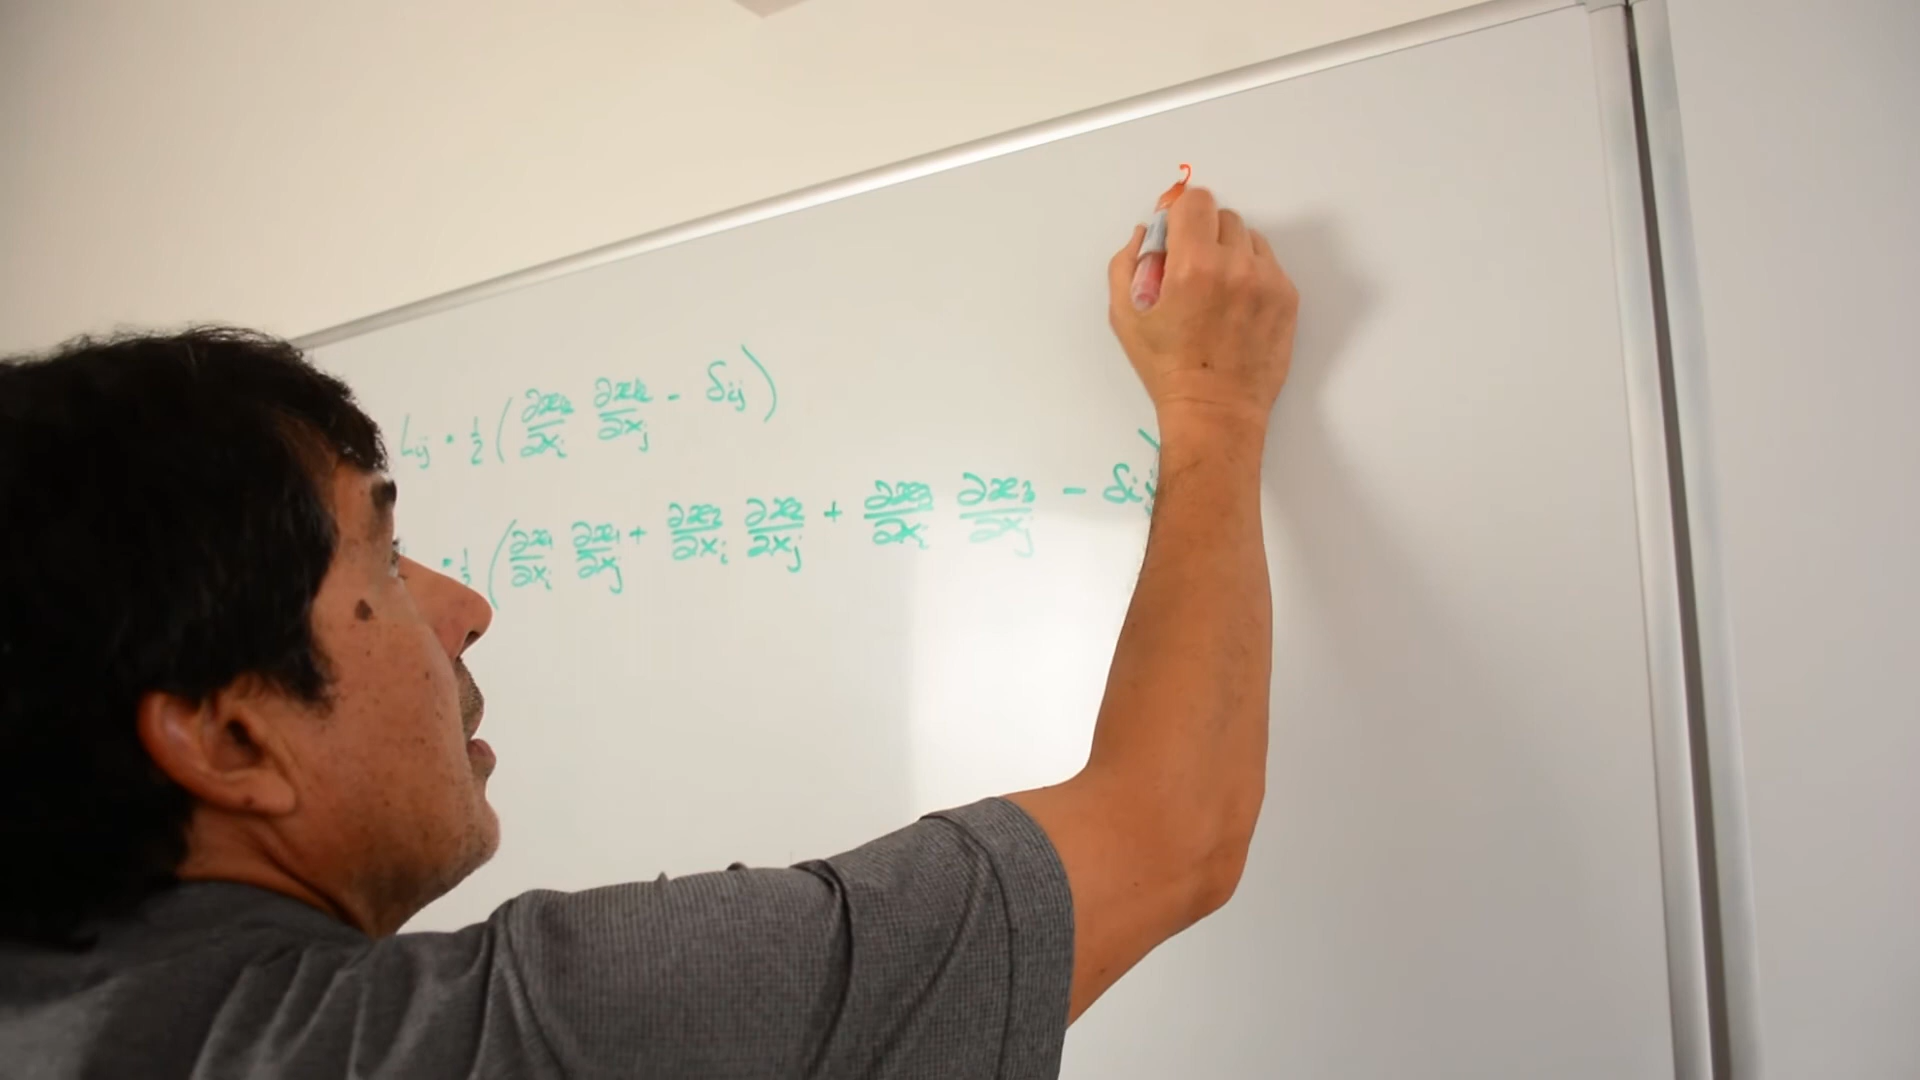 Lij = 1/2 ( ∂xk/∂Xi ∂xk/∂Xj - δij )
= 1/2 ( ∂x1/∂Xi ∂x1/∂Xj + ∂x2/∂Xi ∂x2/∂Xj + ∂x3/∂Xi ∂x3/∂Xj - δij )